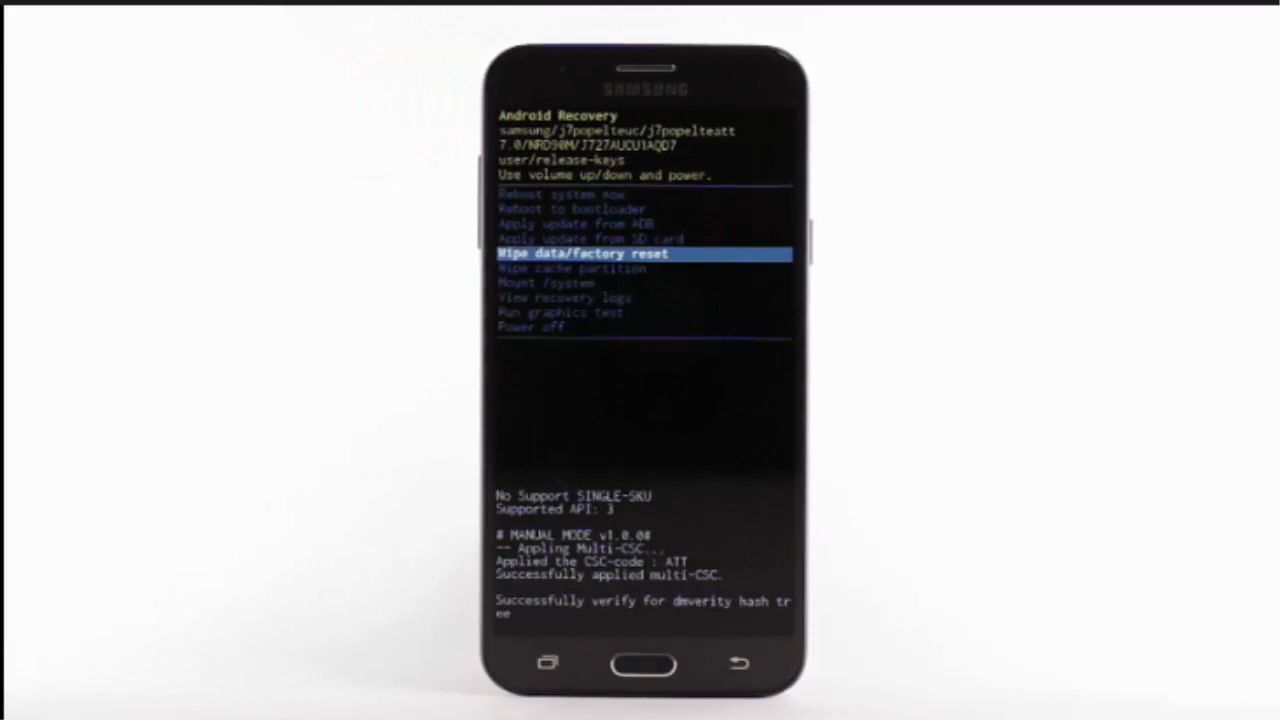 SAMSUNG
Android Recovery
samsung/j7popelteuc/j7popelteatt
7.0/NRD90M/J727AUCU1AQD7
user/release-keys
Use volume up/down and power.
Reboot system now
Reboot to bootloader
Apply update from ADB
Apply update from SD card
Wipe data/factory reset
Wipe cache partition
Mount /system
View recovery logs
Run graphics test
Power off
No Support SINGLE-SKU
Supported API: 3
# MANUAL MODE v1.0.0#
-- Appling Multi-CSC...
Applied the CSC-code : ATT
Successfully applied multi-CSC.
Successfully verify for dmverity hash tr
ee